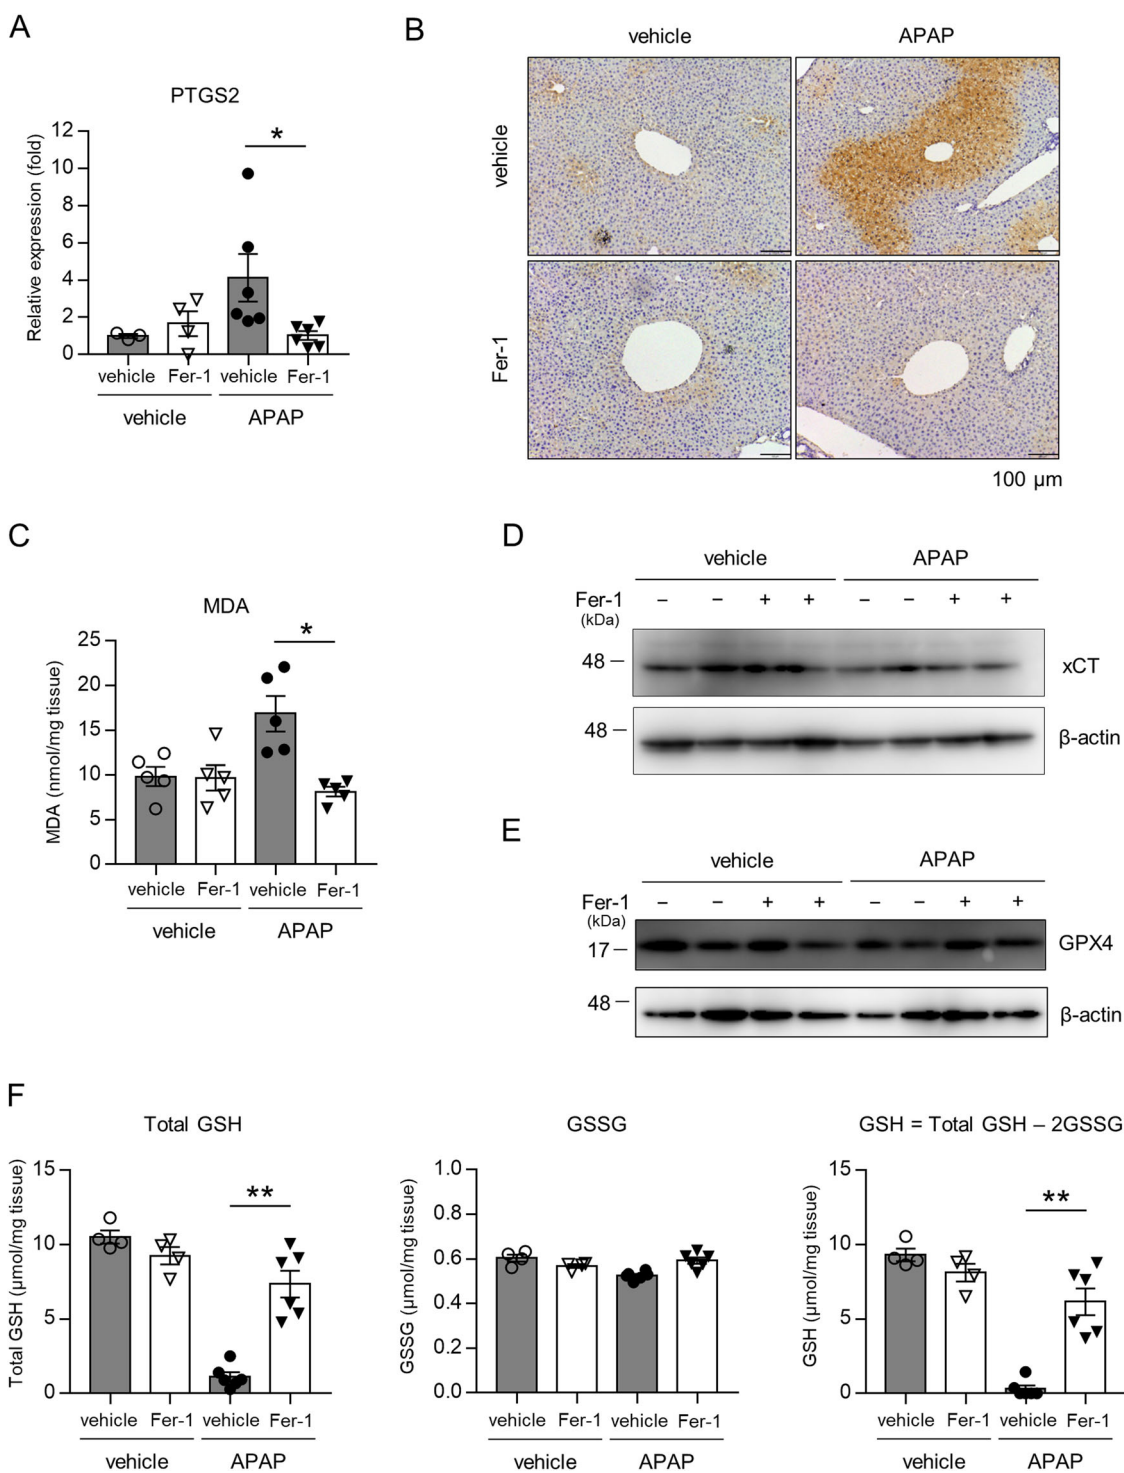 A
PTGS2
Relative expression (fold)
12
10
8
6
4
2
0
*
vehicle Fer-1 vehicle Fer-1
vehicle APAP
B
vehicle APAP
vehicle
Fer-1
100 μm
C
MDA
MDA (nmol/mg tissue)
25
20
15
10
5
0
*
vehicle Fer-1 vehicle Fer-1
vehicle APAP
D
vehicle APAP
Fer-1 – – + + – – + +
(kDa)
48 – xCT
48 – β-actin
E
vehicle APAP
Fer-1 – – + + – – + +
(kDa)
17 – GPX4
48 – β-actin
F
Total GSH
Total GSH (μmol/mg tissue)
15
10
5
0
**
vehicle Fer-1 vehicle Fer-1
vehicle APAP
GSSG
GSSG (μmol/mg tissue)
1.0
0.8
0.6
0.4
0.2
0.0
vehicle Fer-1 vehicle Fer-1
vehicle APAP
GSH = Total GSH – 2GSSG
GSH (μmol/mg tissue)
15
10
5
0
**
vehicle Fer-1 vehicle Fer-1
vehicle APAP